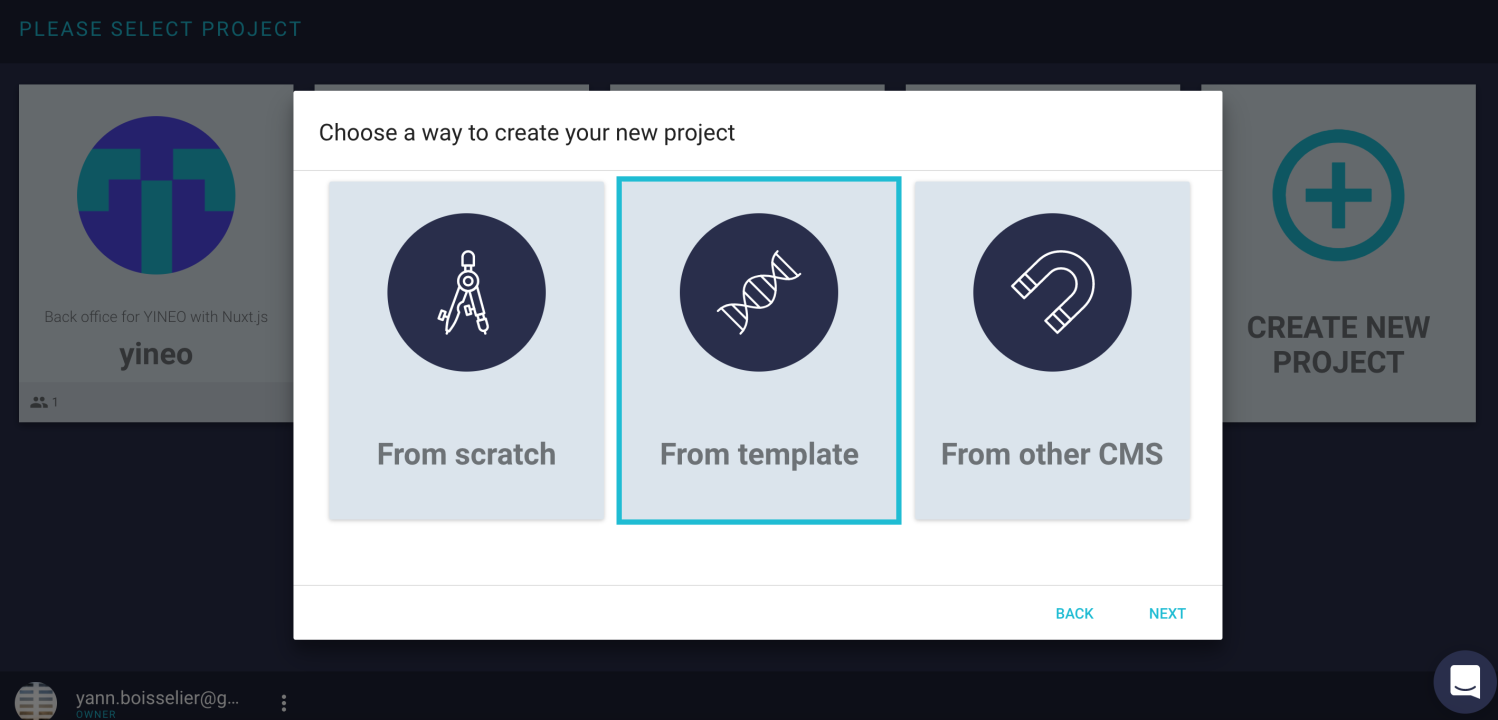 PLEASE SELECT PROJECT
Choose a way to create your new project
From scratch
From template
From other CMS
BACK
NEXT
Back office for YINEO with Nuxt.js
yineo
1
CREATE NEW
PROJECT
yann.boisselier@g...
OWNER